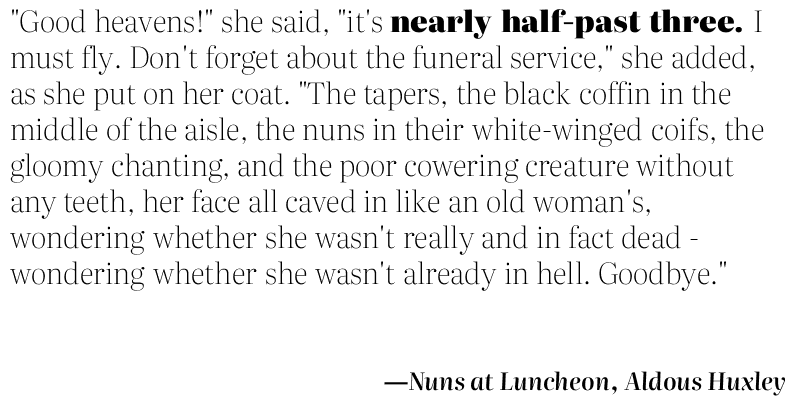 "Good heavens!" she said, "it's nearly half-past three. I
must fly. Don't forget about the funeral service," she added,
as she put on her coat. "The tapers, the black coffin in the
middle of the aisle, the nuns in their white-winged coifs, the
gloomy chanting, and the poor cowering creature without
any teeth, her face all caved in like an old woman's,
wondering whether she wasn't really and in fact dead -
wondering whether she wasn't already in hell. Goodbye."
—Nuns at Luncheon, Aldous Huxley